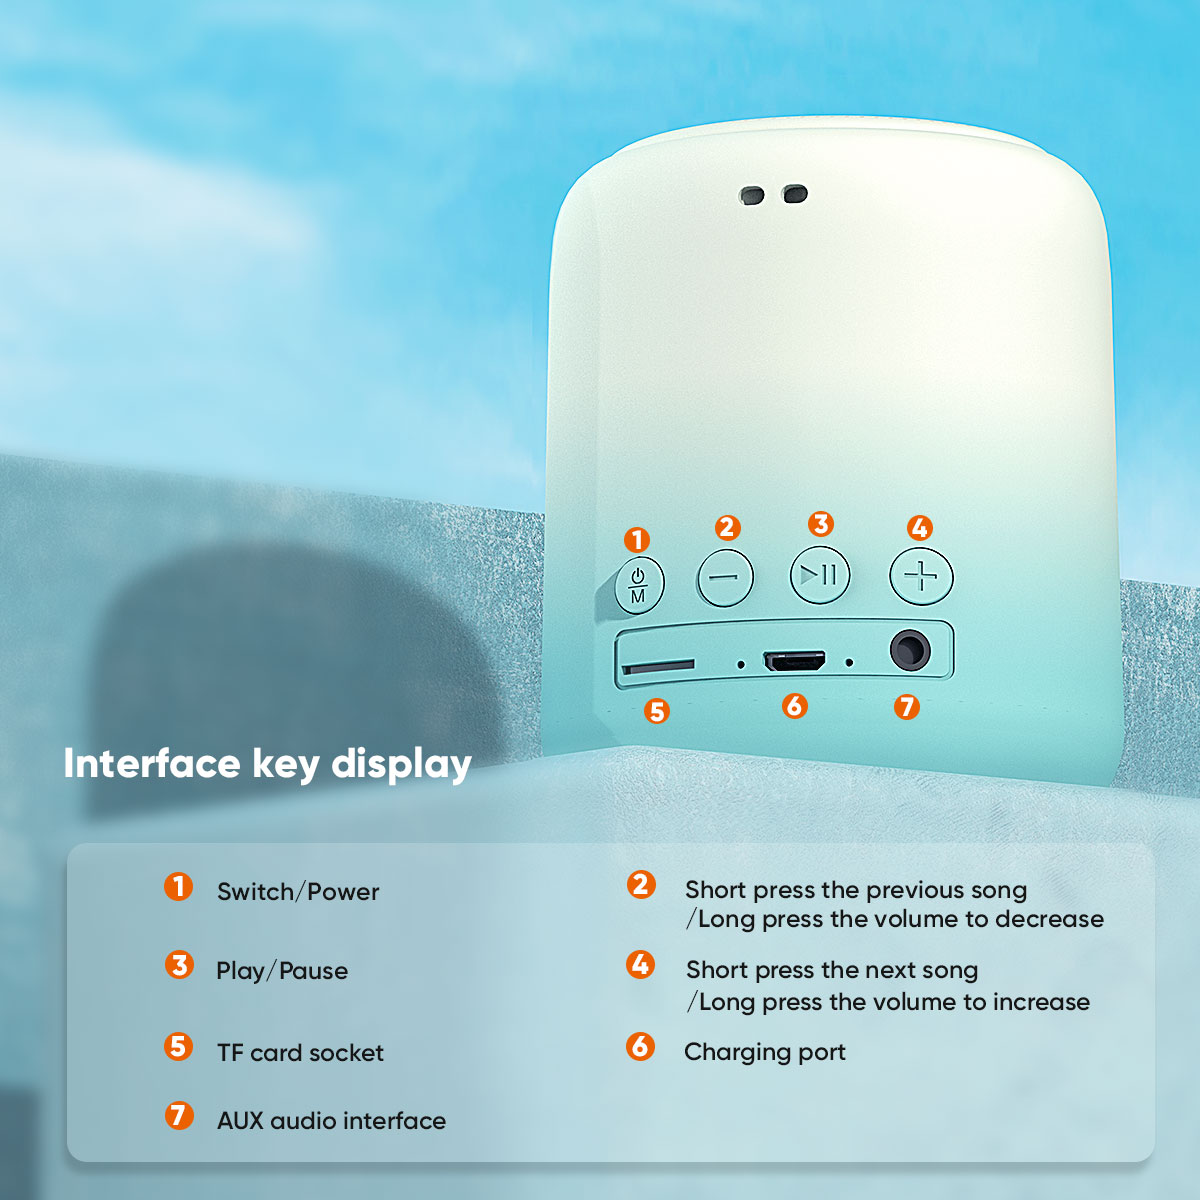 1 2 3 4
M
5 6 7
Interface key display
1 Switch/Power
2 Short press the previous song
/Long press the volume to decrease
3 Play/Pause
4 Short press the next song
/Long press the volume to increase
5 TF card socket
6 Charging port
7 AUX audio interface